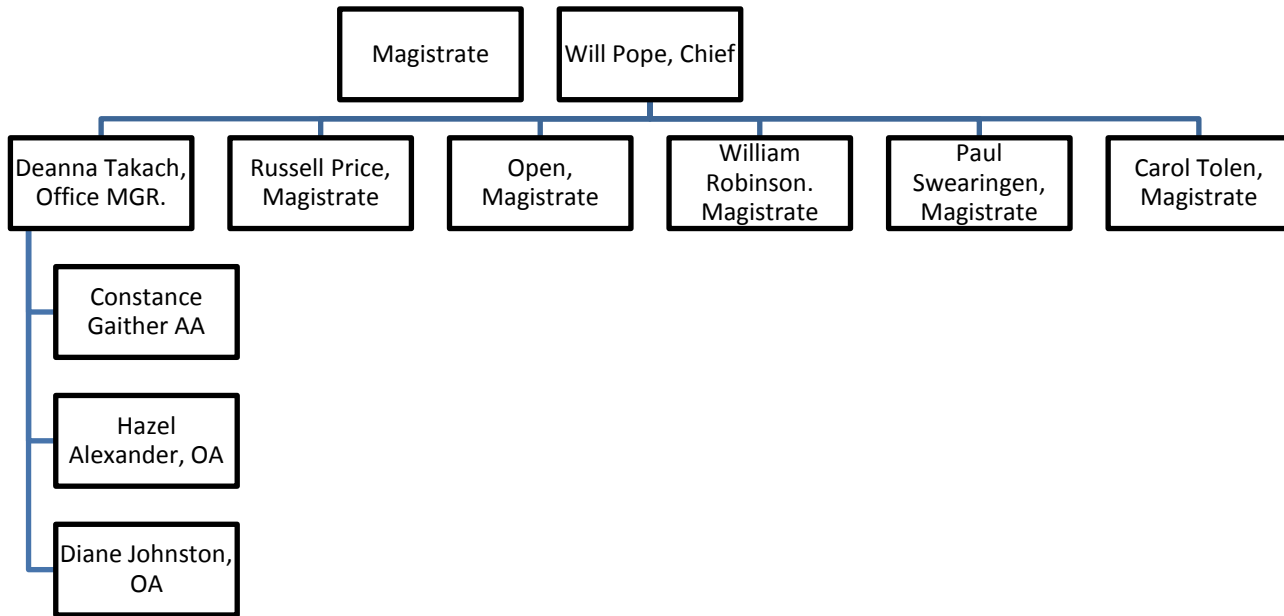 Magistrate
Will Pope, Chief
Deanna Takach,
Office MGR.
Russell Price,
Magistrate
Open,
Magistrate
William
Robinson.
Magistrate
Paul
Swearingen,
Magistrate
Carol Tolen,
Magistrate
Constance
Gaither AA
Hazel
Alexander, OA
Diane Johnston,
OA